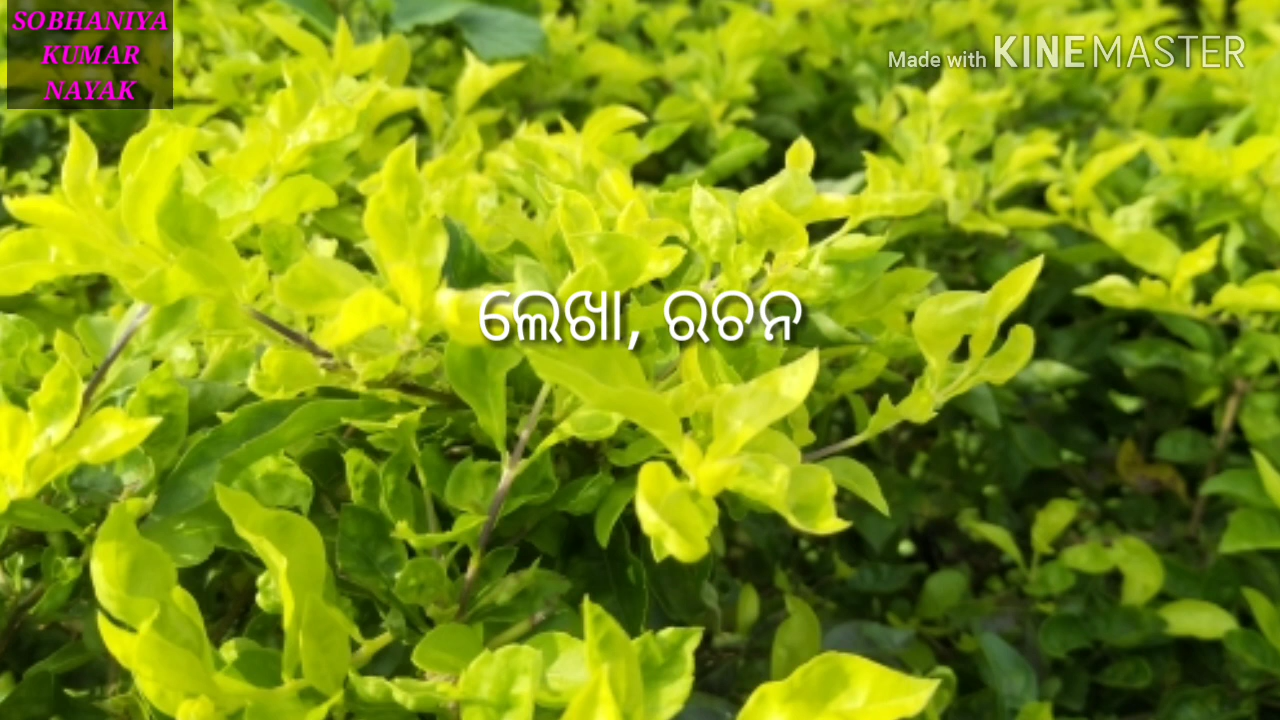 SOBHANIYA
KUMAR
NAYAK
Made with KINEMASTER
ଲେଖା, ରଚନ